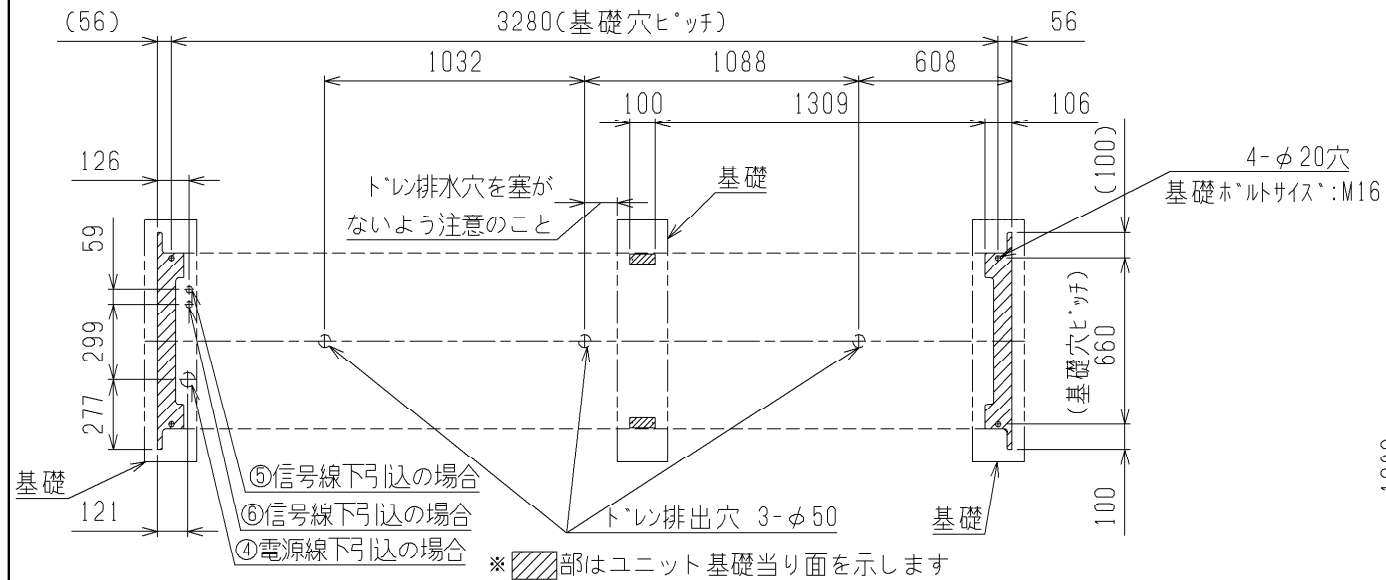 (56)
3280(基礎穴ピッチ)
56
1032
1088
608
100
1309
106
126
ドレン排水穴を塞が
ないよう注意のこと
基礎
(100)
4-φ20穴
基礎ボルトサイズ:M16
59
299
277
(基礎穴ピッチ)
660
基礎
⑤信号線下引込の場合
121
⑥信号線下引込の場合
④電源線下引込の場合
ドレン排出穴 3-φ50
基礎
100
※部はユニット基礎当り面を示します